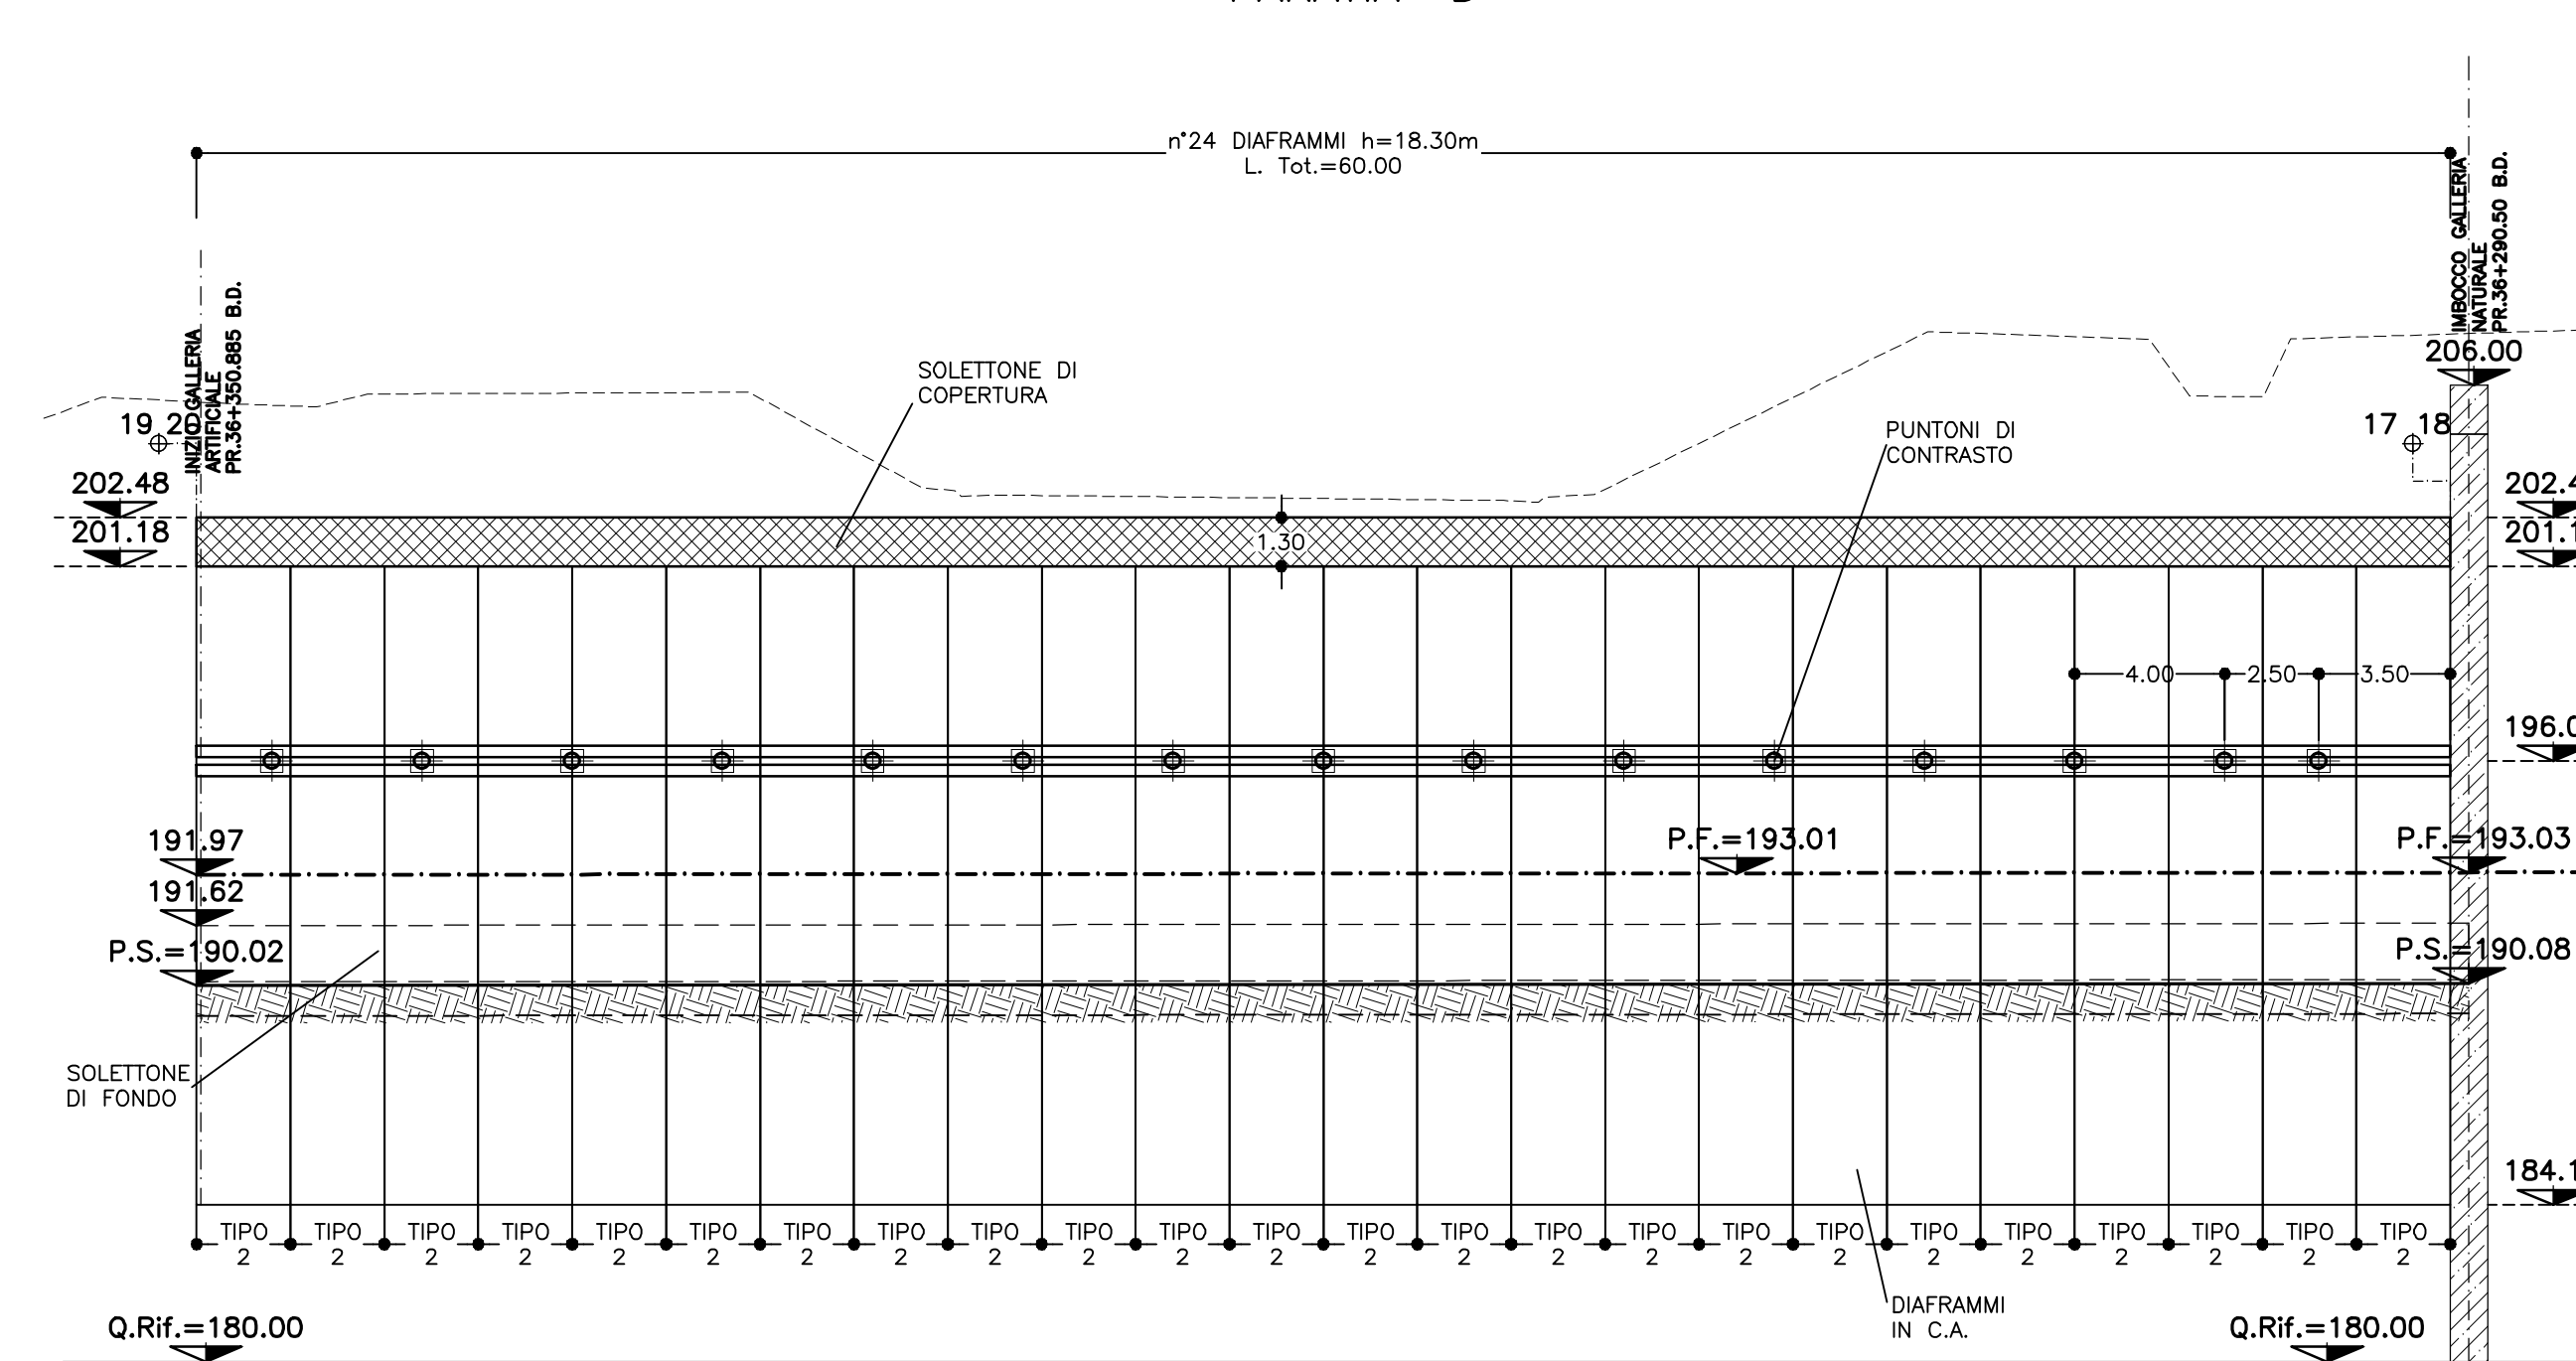 n°24 DIAFRAMMI h=18.30m
L. Tot.=60.00
INIZIO GALLERIA
ARTIFICIALE
PR.36+350.885 B.D.
IMBOCCO GALLERIA
NATURALE
PR.36+290.50 B.D.
206.00
SOLETTONE DI
COPERTURA
19 20
17 18
PUNTONI DI
CONTRASTO
202.48
201.18
1.30
202.4
201.1
4.00 2.50 3.50
196.0
191.97
P.F.=193.01
P.F.=193.03
191.62
P.S.=190.02
P.S.=190.08
SOLETTONE
DI FONDO
184.1
TIPO TIPO TIPO TIPO TIPO TIPO TIPO TIPO TIPO TIPO TIPO TIPO TIPO TIPO TIPO TIPO TIPO TIPO TIPO TIPO TIPO TIPO TIPO TIPO
2 2 2 2 2 2 2 2 2 2 2 2 2 2 2 2 2 2 2 2 2 2 2 2
DIAFRAMMI
IN C.A.
Q.Rif.=180.00
Q.Rif.=180.00